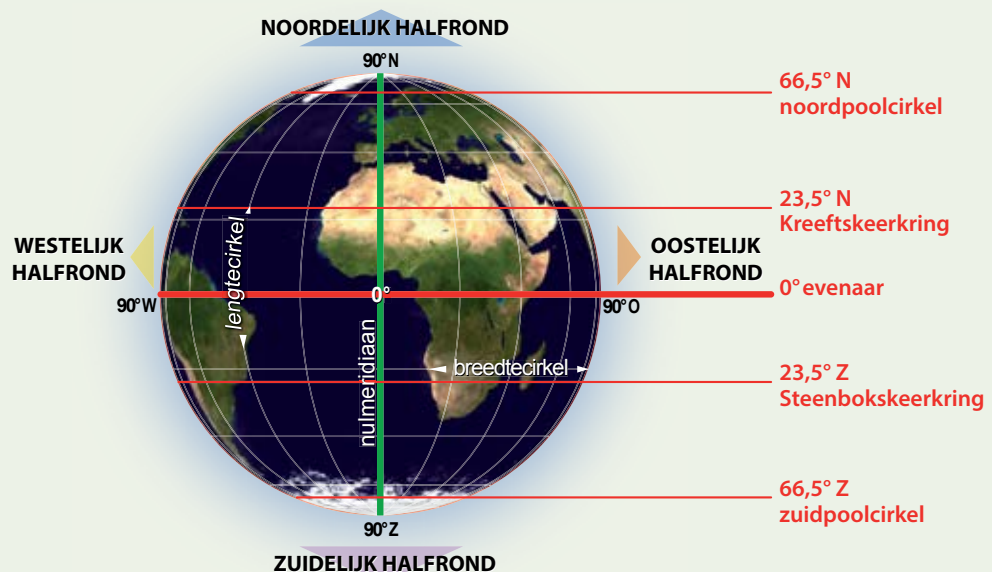 NOORDELIJK HALFROND
90° N
66,5° N
noordpoolcirkel
23,5° N
Kreeftskeerkring
WESTELIJK
HALFROND
lengtecirkel
OOSTELIJK
HALFROND
90° W
0°
90° O
0° evenaar
nulmeridiaan
breedtecirkel
23,5° Z
Steenbokskeerkring
66,5° Z
zuidpoolcirkel
90° Z
ZUIDELIJK HALFROND